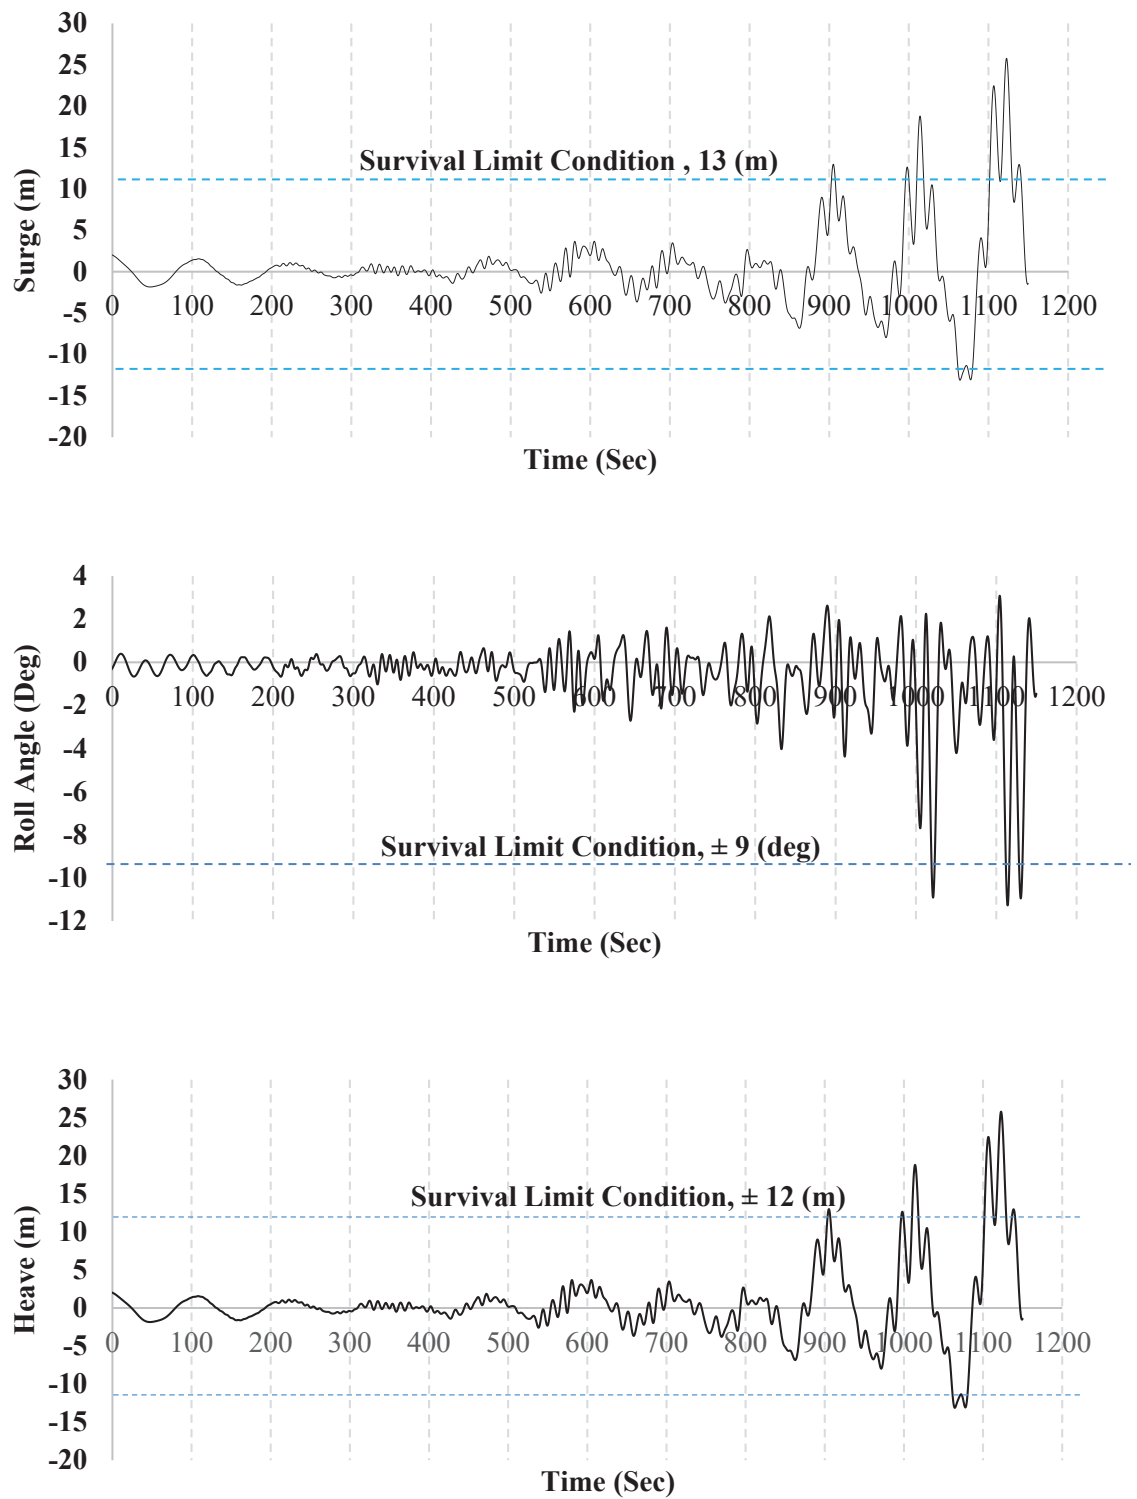 30
25
20
15
10
5
0
-5
-10
-15
-20
Surge (m)
Survival Limit Condition , 13 (m)
0 100 200 300 400 500 600 700 800 900 1000 1100 1200
Time (Sec)
4
2
0
-2
-4
-6
-8
-10
-12
Roll Angle (Deg)
0 100 200 300 400 500 600 700 800 900 1000 1100 1200
Survival Limit Condition, ± 9 (deg)
Time (Sec)
30
25
20
15
10
5
0
-5
-10
-15
-20
Heave (m)
Survival Limit Condition, ± 12 (m)
0 100 200 300 400 500 600 700 800 900 1000 1100 1200
Time (Sec)